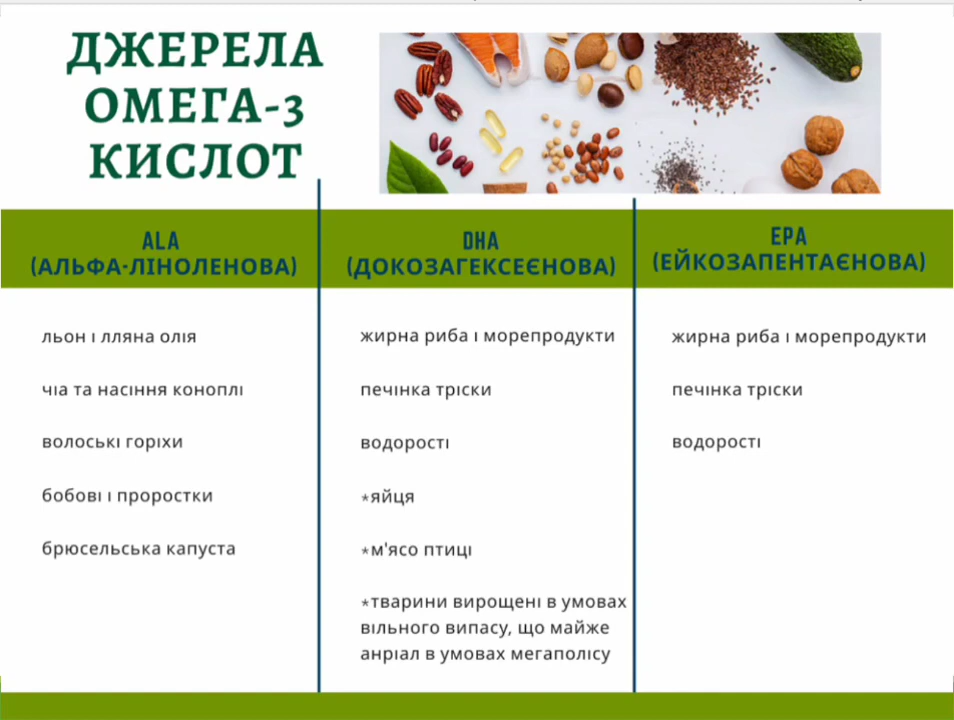 ДЖЕРЕЛА
ОМЕГА-3
КИСЛОТ
ALA
(АЛЬФА-ЛІНОЛЕНОВА)
льон і лляна олія
чіа та насіння коноплі
волоські горіхи
бобові і проростки
брюсельська капуста
DHA
(ДОКОЗАГЕКСЕЄНОВА)
жирна риба і морепродукти
печінка тріски
водорості
*яйця
*м'ясо птиці
*тварини вирощені в умовах
вільного випасу, що майже
анріал в умовах мегаполісу
EPA
(ЕЙКОЗАПЕНТАЄНОВА)
жирна риба і морепродукти
печінка тріски
водорості